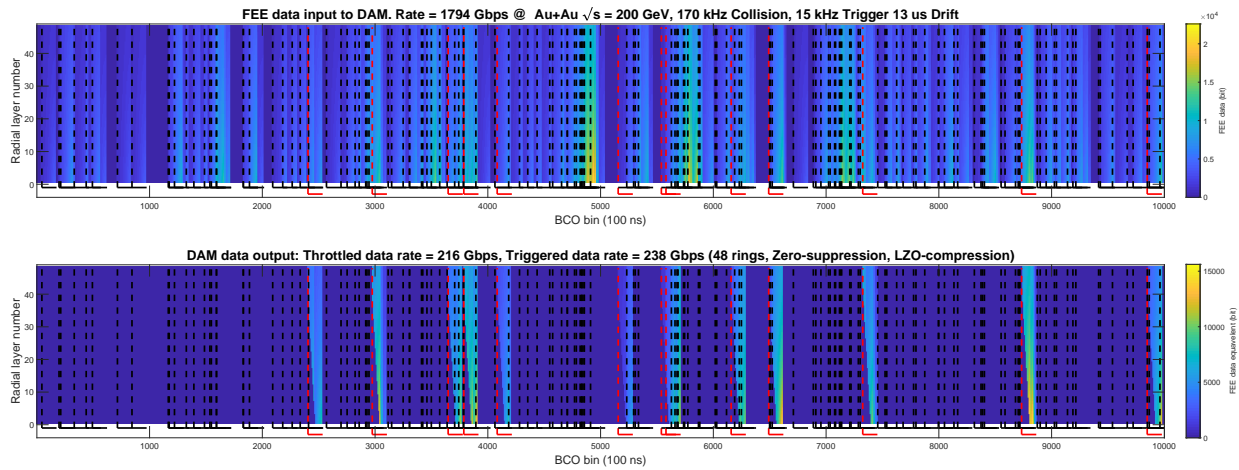 FEE data input to DAM. Rate = 1794 Gbps @  Au+Au √s = 200 GeV, 170 kHz Collision, 15 kHz Trigger 13 us Drift
×10⁴
Radial layer number
40
30
20
10
0
1000 2000 3000 4000 5000 6000 7000 8000 9000 10000
BCO bin (100 ns)
2
1.5
1
0.5
0
FEE data (bit)
DAM data output: Throttled data rate = 216 Gbps, Triggered data rate = 238 Gbps (48 rings, Zero-suppression, LZO-compression)
Radial layer number
40
30
20
10
0
1000 2000 3000 4000 5000 6000 7000 8000 9000 10000
BCO bin (100 ns)
15000
10000
5000
0
FEE data equavelent (bit)